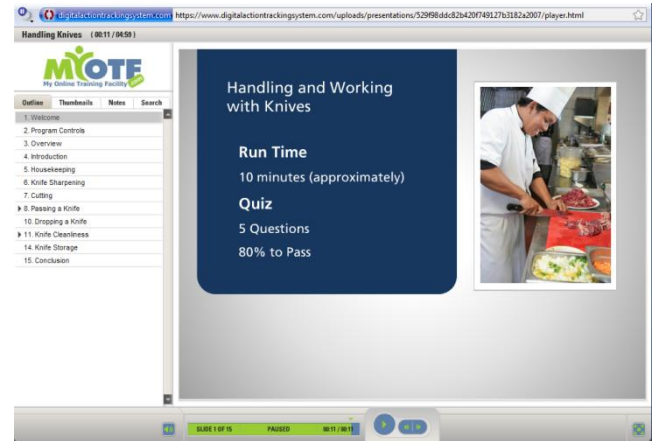 digitalactiontrackingsystem.com https://www.digitalactiontrackingsystem.com/uploads/presentations/529f98ddc82b420f749127b3182a2007/player.html
Handling Knives ( 00:11 / 04:59 )
MYOTF
My Online Training Facility
Outline Thumbnails Notes Search
1. Welcome
2. Program Controls
3. Overview
4. Introduction
5. Housekeeping
6. Knife Sharpening
7. Cutting
8. Passing a Knife
10. Dropping a Knife
11. Knife Cleanliness
14. Knife Storage
15. Conclusion
Handling and Working
with Knives
Run Time
10 minutes (approximately)
Quiz
5 Questions
80% to Pass
SLIDE 1 OF 15 PAUSED 00:11 / 00:11